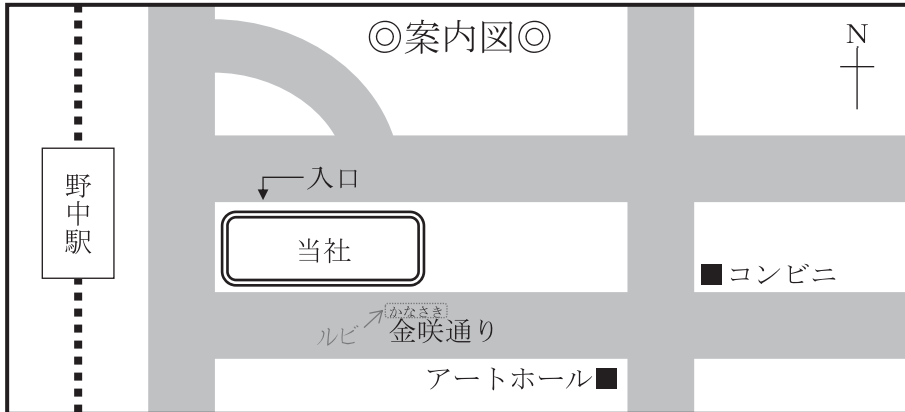 ◎案内図◎
N
野中駅
入口
当社
■コンビニ
ルビ
かなさき
金咲通り
アートホール■